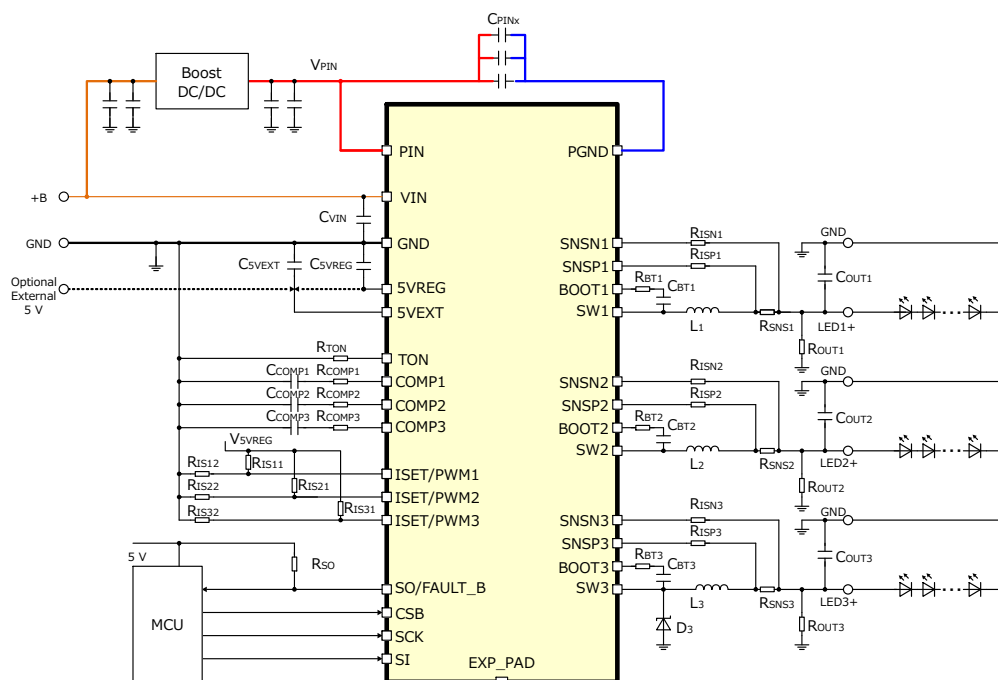 CPINx
Boost
DC/DC
VPIN
PIN
PGND
+B
VIN
CVIN
GND
GND
C5VEXT
C5VREG
Optional
External
5 V
5VREG
5VEXT
RTON
TON
CCOMP1
RCOMP1
COMP1
CCOMP2
RCOMP2
COMP2
CCOMP3
RCOMP3
COMP3
V5VREG
RIS12
RIS11
ISET/PWM1
RIS22
RIS21
ISET/PWM2
RIS32
RIS31
ISET/PWM3
5 V
RSO
MCU
SO/FAULT_B
CSB
SCK
SI
EXP_PAD
SNSN1
RISN1
GND
SNSP1
RISP1
BOOT1
RBT1
CBT1
COUT1
SW1
L1
RSNS1
LED1+
ROUT1
SNSN2
RISN2
GND
SNSP2
RISP2
BOOT2
RBT2
CBT2
COUT2
SW2
L2
RSNS2
LED2+
ROUT2
SNSN3
RISN3
GND
SNSP3
RISP3
BOOT3
RBT3
CBT3
COUT3
SW3
L3
RSNS3
LED3+
D3
ROUT3